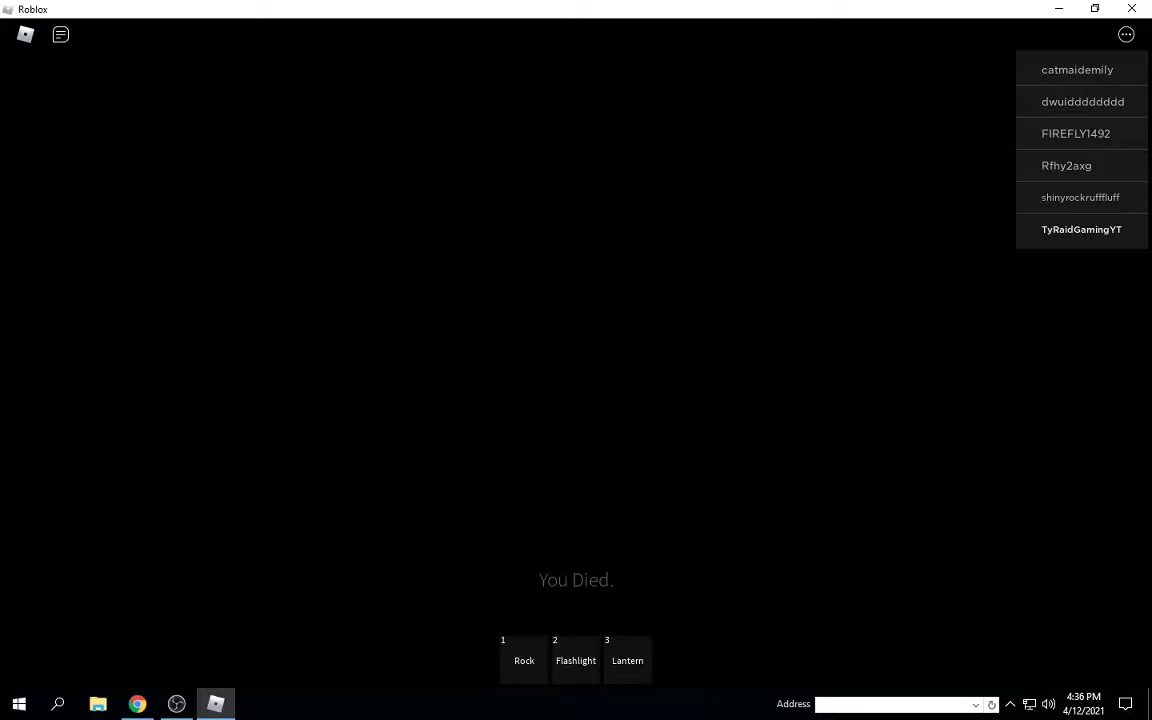 Roblox
catmaidemily
dwuidddddddd
FIREFLY1492
Rfhy2axg
shinyrockrufffluff
TyRaidGamingYT
You Died.
1
2
3
Rock
Flashlight
Lantern
Address
4:36 PM
4/12/2021